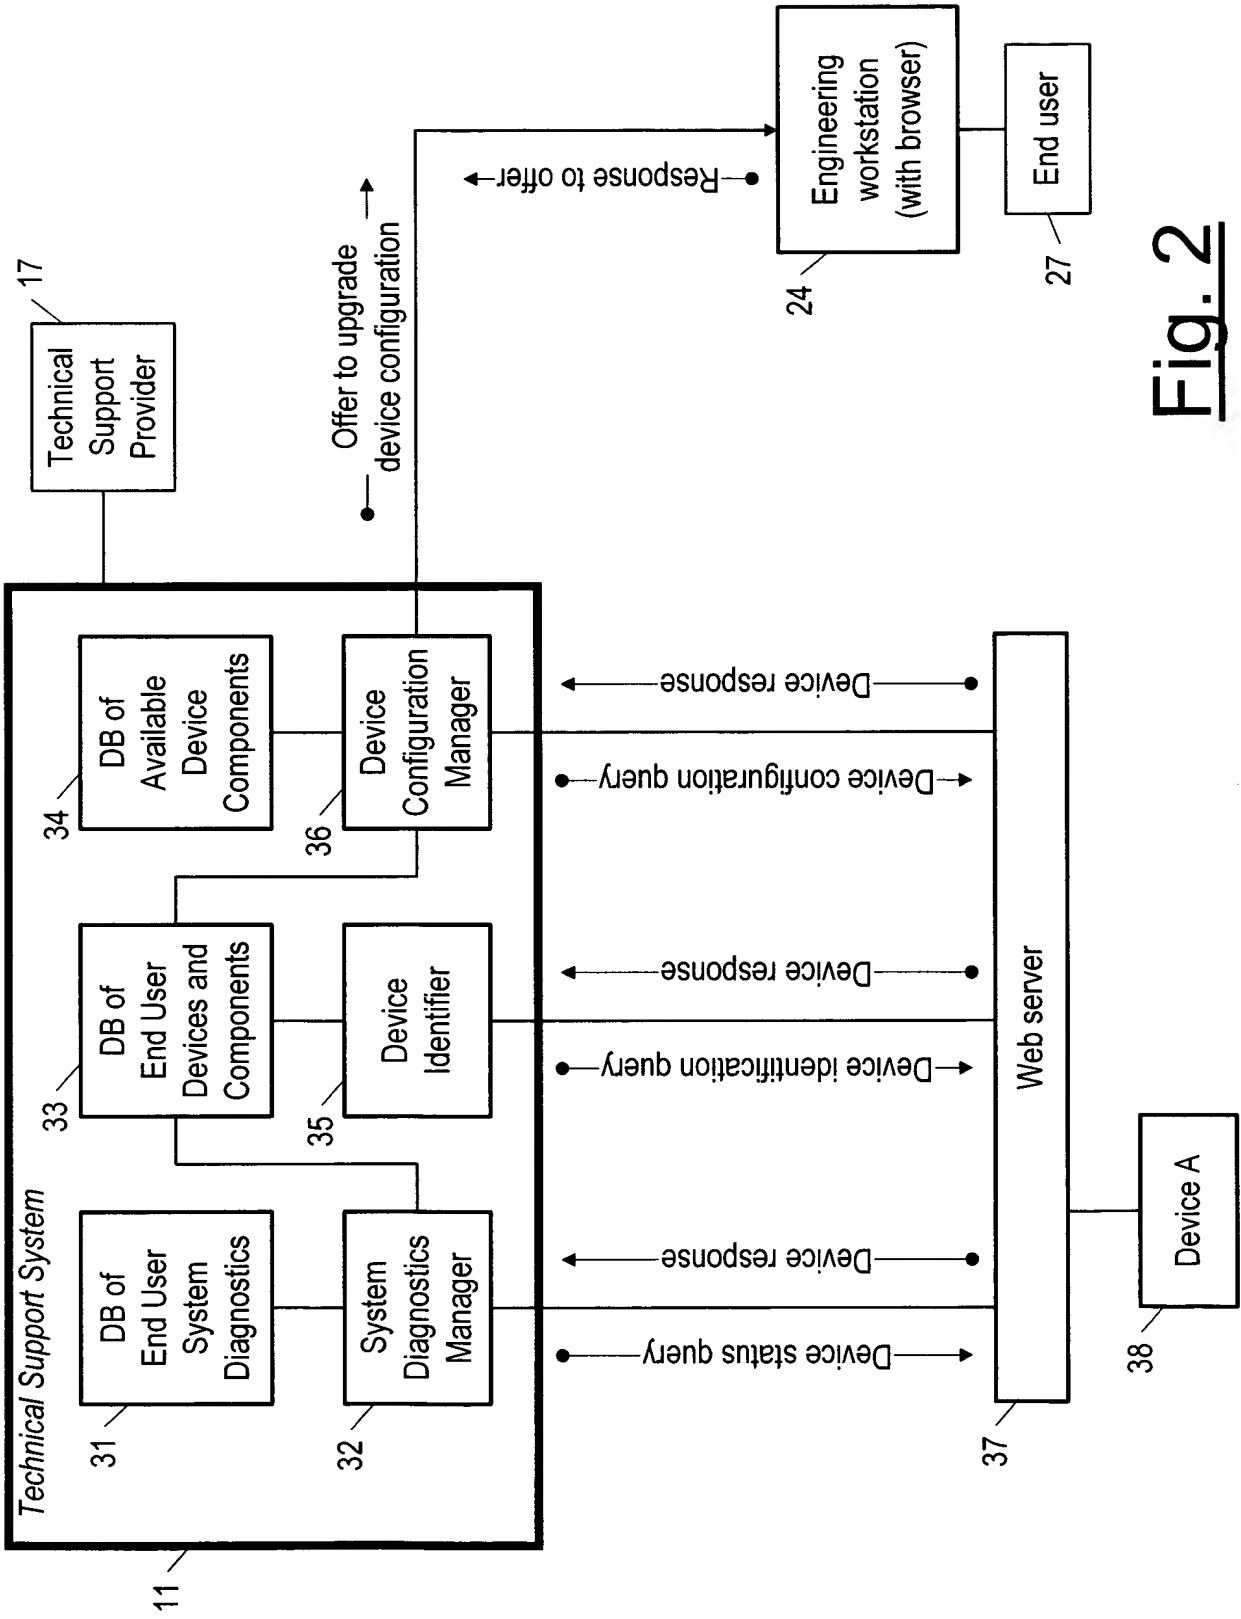 Technical Support System
11
DB of
End User
System
Diagnostics
31
DB of
End User
Devices and
Components
33
DB of
Available
Device
Components
34
Technical
Support
Provider
17
System
Diagnostics
Manager
32
Device
Identifier
35
Device
Configuration
Manager
36
Offer to upgrade
device configuration
Response to offer
Engineering
workstation
(with browser)
24
End user
27
Device status query
Device response
Device identification query
Device response
Device configuration query
Device response
Web server
37
Device A
38
Fig. 2